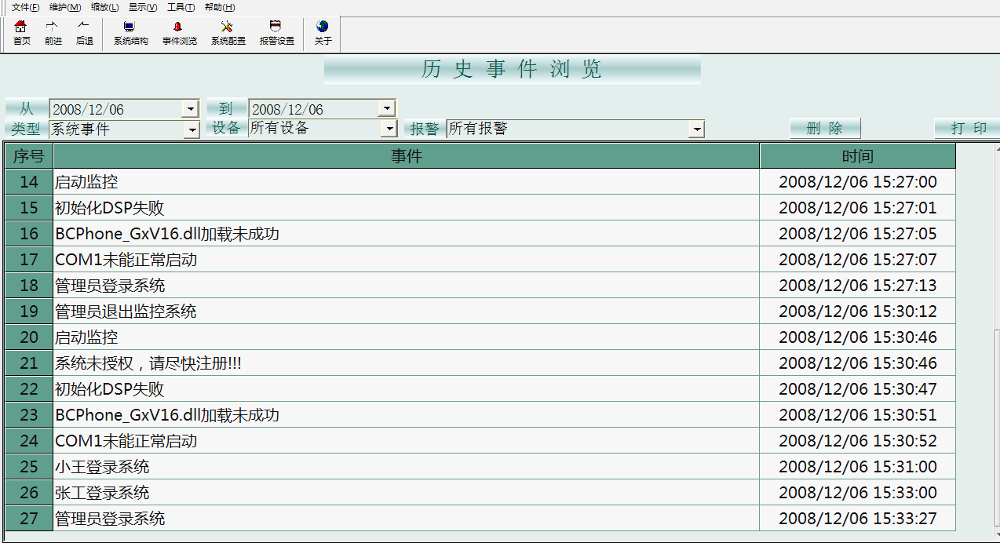 文件(F) 维护(M) 缩放(L) 显示(V) 工具(T) 帮助(H)
首页 前进 后退 系统结构 事件浏览 系统配置 报警设置 关于
历史事件浏览
从 2008/12/06 到 2008/12/06
类型 系统事件 设备 所有设备 报警 所有报警 删除 打印
序号 事件 时间
14 启动监控 2008/12/06 15:27:00
15 初始化DSP失败 2008/12/06 15:27:01
16 BCPhone_GxV16.dll加载未成功 2008/12/06 15:27:05
17 COM1未能正常启动 2008/12/06 15:27:07
18 管理员登录系统 2008/12/06 15:27:13
19 管理员退出监控系统 2008/12/06 15:30:12
20 启动监控 2008/12/06 15:30:46
21 系统未授权，请尽快注册!!! 2008/12/06 15:30:46
22 初始化DSP失败 2008/12/06 15:30:47
23 BCPhone_GxV16.dll加载未成功 2008/12/06 15:30:51
24 COM1未能正常启动 2008/12/06 15:30:52
25 小王登录系统 2008/12/06 15:31:00
26 张工登录系统 2008/12/06 15:33:00
27 管理员登录系统 2008/12/06 15:33:27